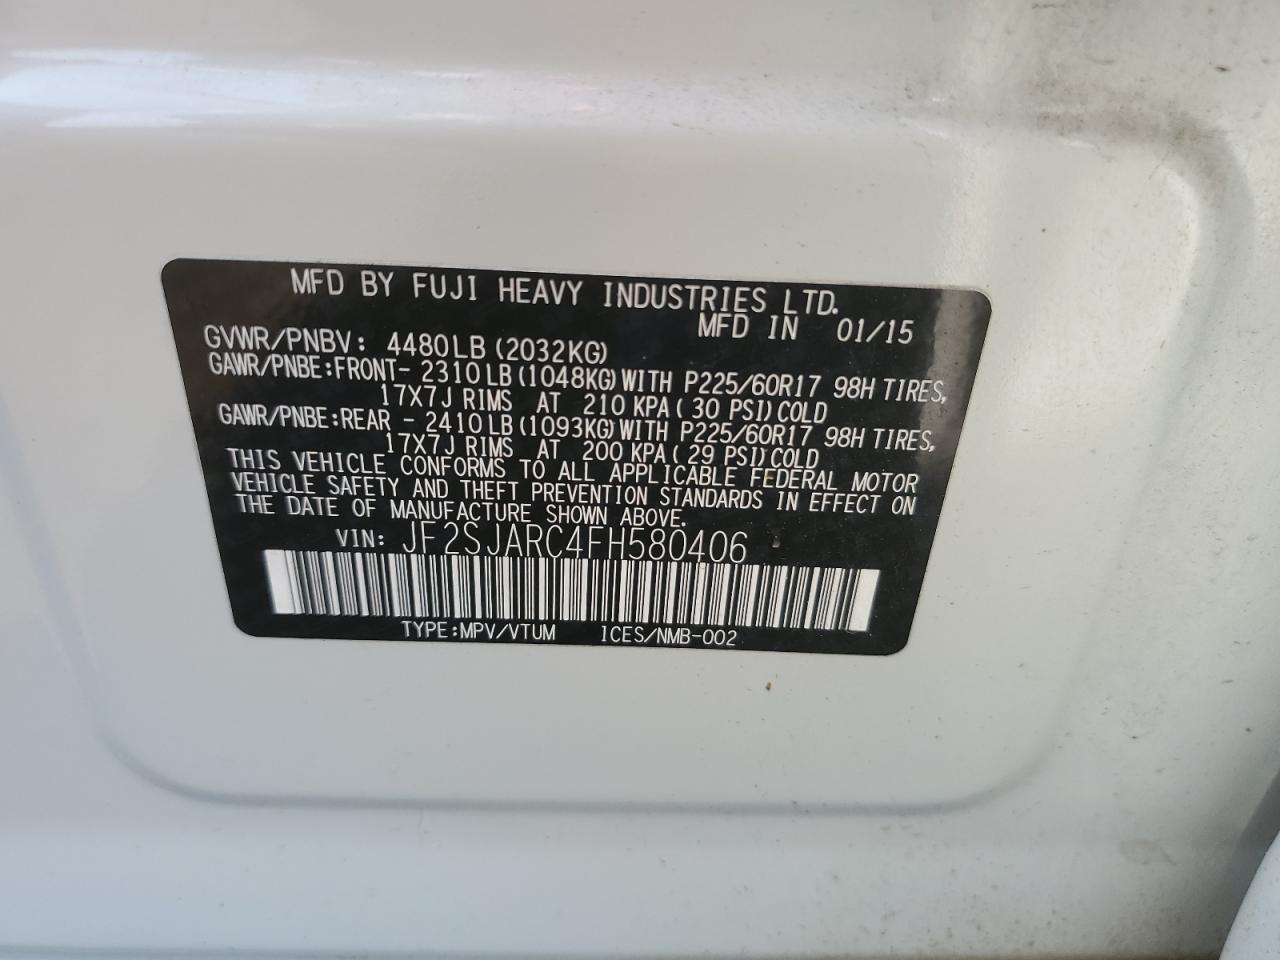 MFD BY FUJI HEAVY INDUSTRIES LTD.
MFD IN 01/15
GVWR/PNBV: 4480LB (2032KG)
GAWR/PNBE:FRONT- 2310LB(1048KG)WITH P225/60R17 98H TIRES,
17X7J RIMS AT 210 KPA( 30 PSI)COLD
GAWR/PNBE:REAR - 2410LB(1093KG)WITH P225/60R17 98H TIRES,
17X7J RIMS AT 200 KPA( 29 PSI)COLD
THIS VEHICLE CONFORMS TO ALL APPLICABLE FEDERAL MOTOR
VEHICLE SAFETY AND THEFT PREVENTION STANDARDS IN EFFECT ON
THE DATE OF MANUFACTURE SHOWN ABOVE.
VIN: JF2SJARC4FH580406
TYPE:MPV/VTUM ICES/NMB-002